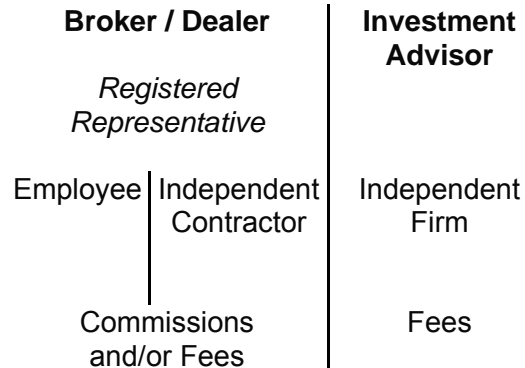 Broker / Dealer
Registered
Representative
Employee
Independent
Contractor
Commissions
and/or Fees
Investment
Advisor
Independent
Firm
Fees